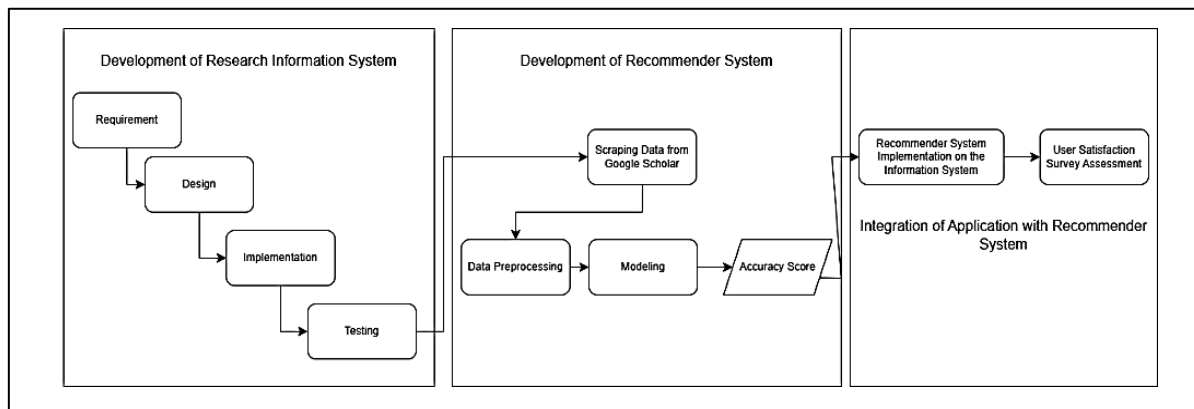 Development of Research Information System
Requirement
Design
Implementation
Testing
Development of Recommender System
Scraping Data from
Google Scholar
Data Preprocessing
Modeling
Accuracy Score
Recommender System
Implementation on the
Information System
User Satisfaction
Survey Assessment
Integration of Application with Recommender
System